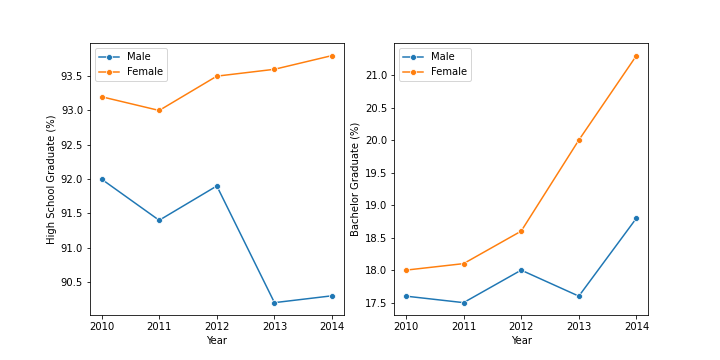 Male
Female
High School Graduate (%)
93.5
93.0
92.5
92.0
91.5
91.0
90.5
2010 2011 2012 2013 2014
Year
Male
Female
Bachelor Graduate (%)
21.0
20.5
20.0
19.5
19.0
18.5
18.0
17.5
2010 2011 2012 2013 2014
Year